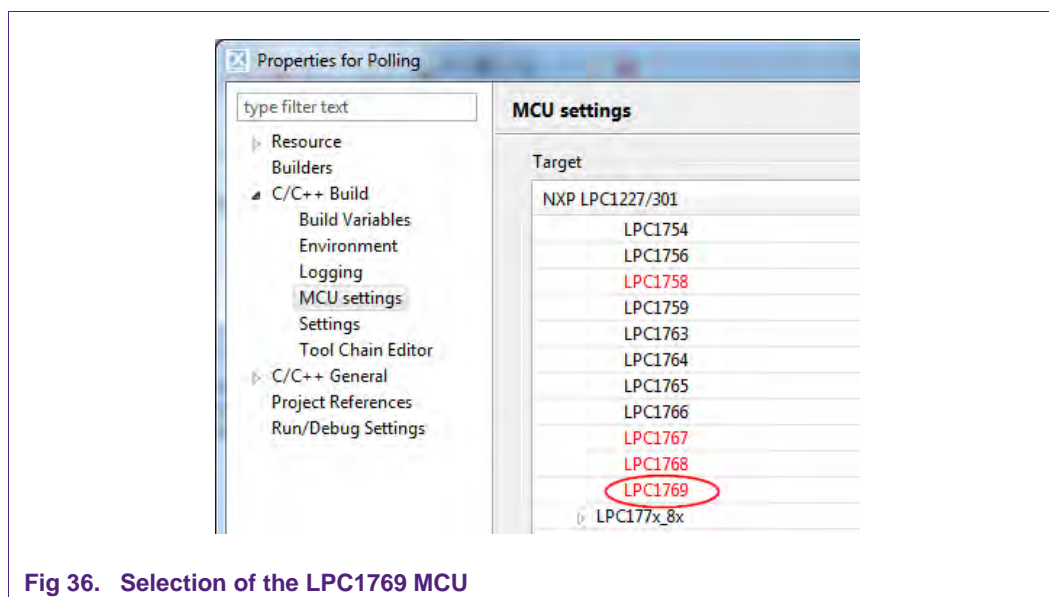 Properties for Polling
type filter text
Resource
Builders
C/C++ Build
Build Variables
Environment
Logging
MCU settings
Settings
Tool Chain Editor
C/C++ General
Project References
Run/Debug Settings
MCU settings
Target
NXP LPC1227/301
LPC1754
LPC1756
LPC1758
LPC1759
LPC1763
LPC1764
LPC1765
LPC1766
LPC1767
LPC1768
LPC1769
LPC177x_8x
Fig 36. Selection of the LPC1769 MCU